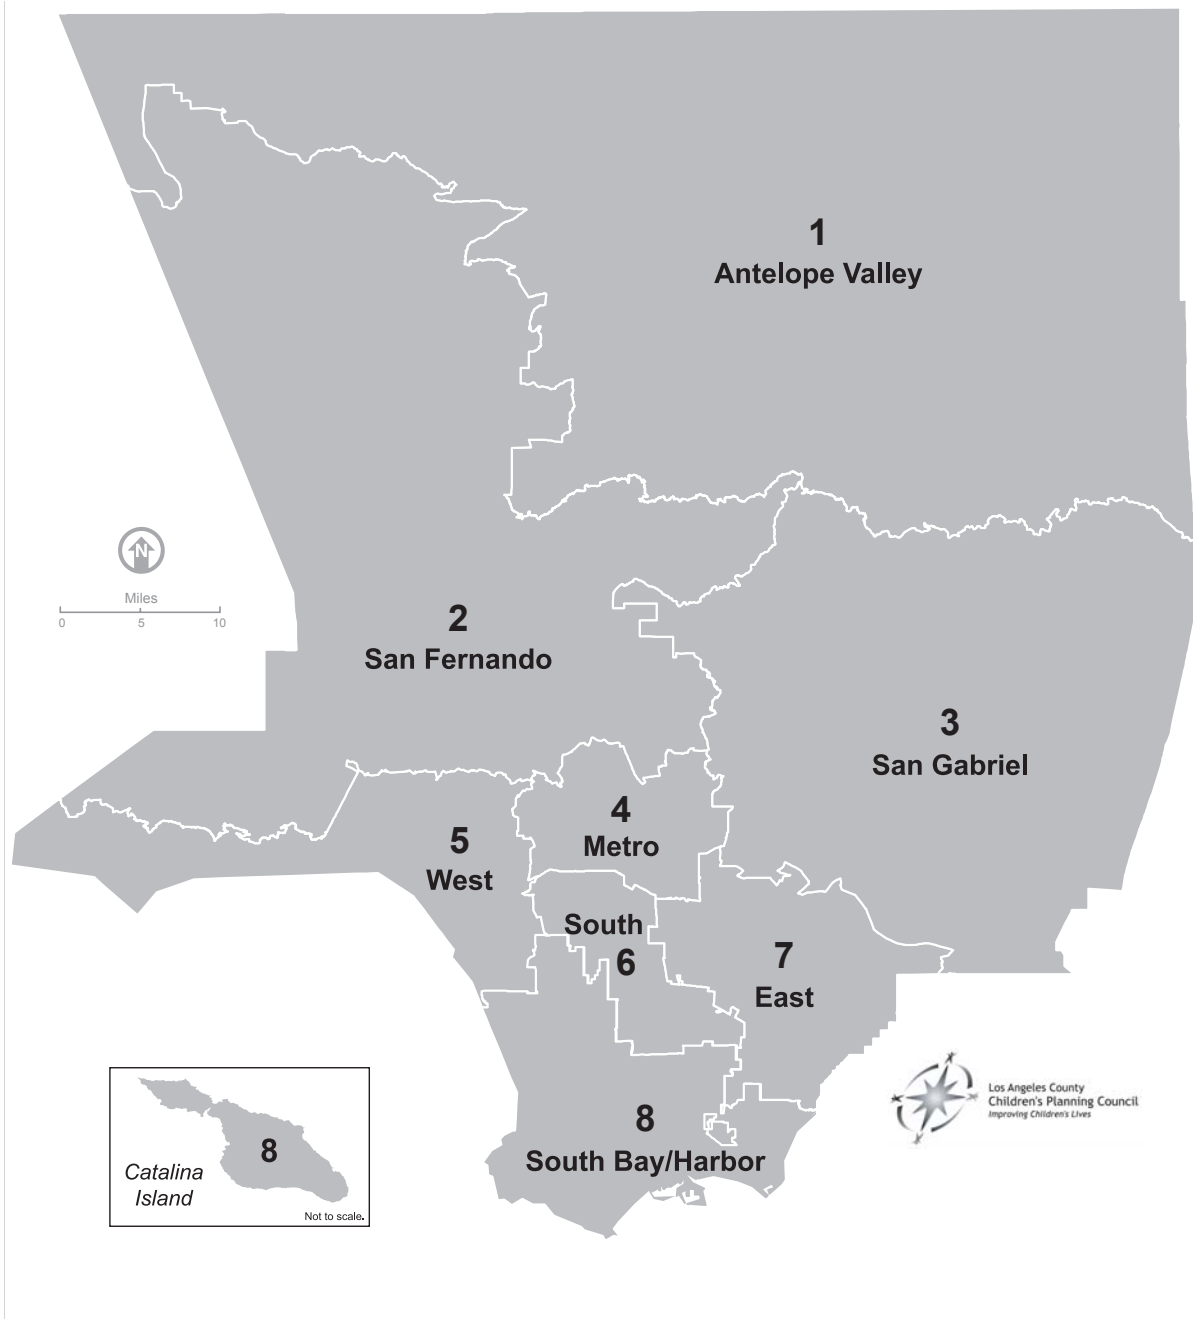 1
Antelope Valley
N
Miles
0 5 10
2
San Fernando
3
San Gabriel
4
Metro
5
West
South
6
7
East
8
South Bay/Harbor
8
Catalina
Island
Not to scale.
Los Angeles County
Children's Planning Council
Improving Children's Lives